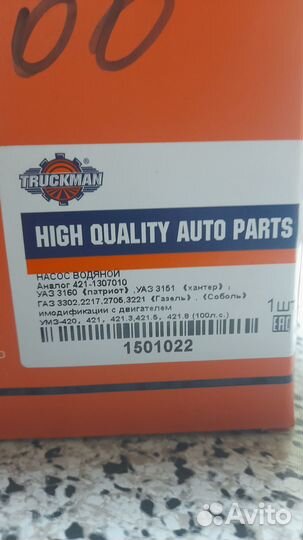 TRUCKMAN ®
HIGH QUALITY AUTO PARTS
НАСОС ВОДЯНОЙ
Аналог 421-1307010
УАЗ 3160 《патриот》 ,УАЗ 3151 《хантер》 ,
ГАЗ 3302,2217,2705,3221 《Газель》 , 《Соболь》
имодификации с двигателем
УМЗ-420, 421, 421.3,421.5, 421.8 (100л.с.)
1шт
1501022
EAC
Avito